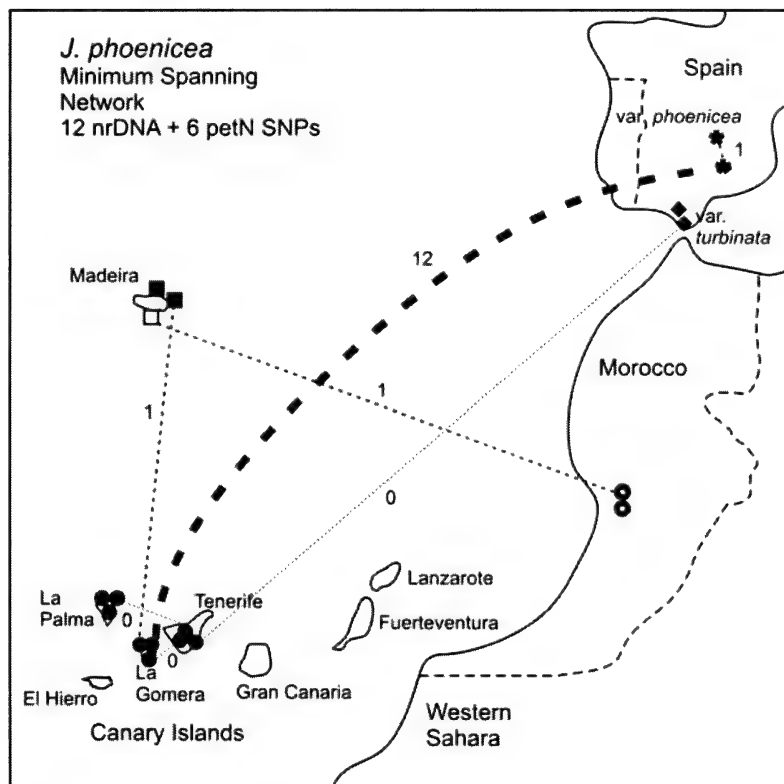 J. phoenicea
Minimum Spanning
Network
12 nrDNA + 6 petN SNPs
Spain
var. phoenicea
1
var.
turbinata
12
Madeira
Morocco
1
1
0
Lanzarote
La
Palma
0
Tenerife
Fuerteventura
0
La
Gomera
El Hierro
Gran Canaria
Canary Islands
Western
Sahara